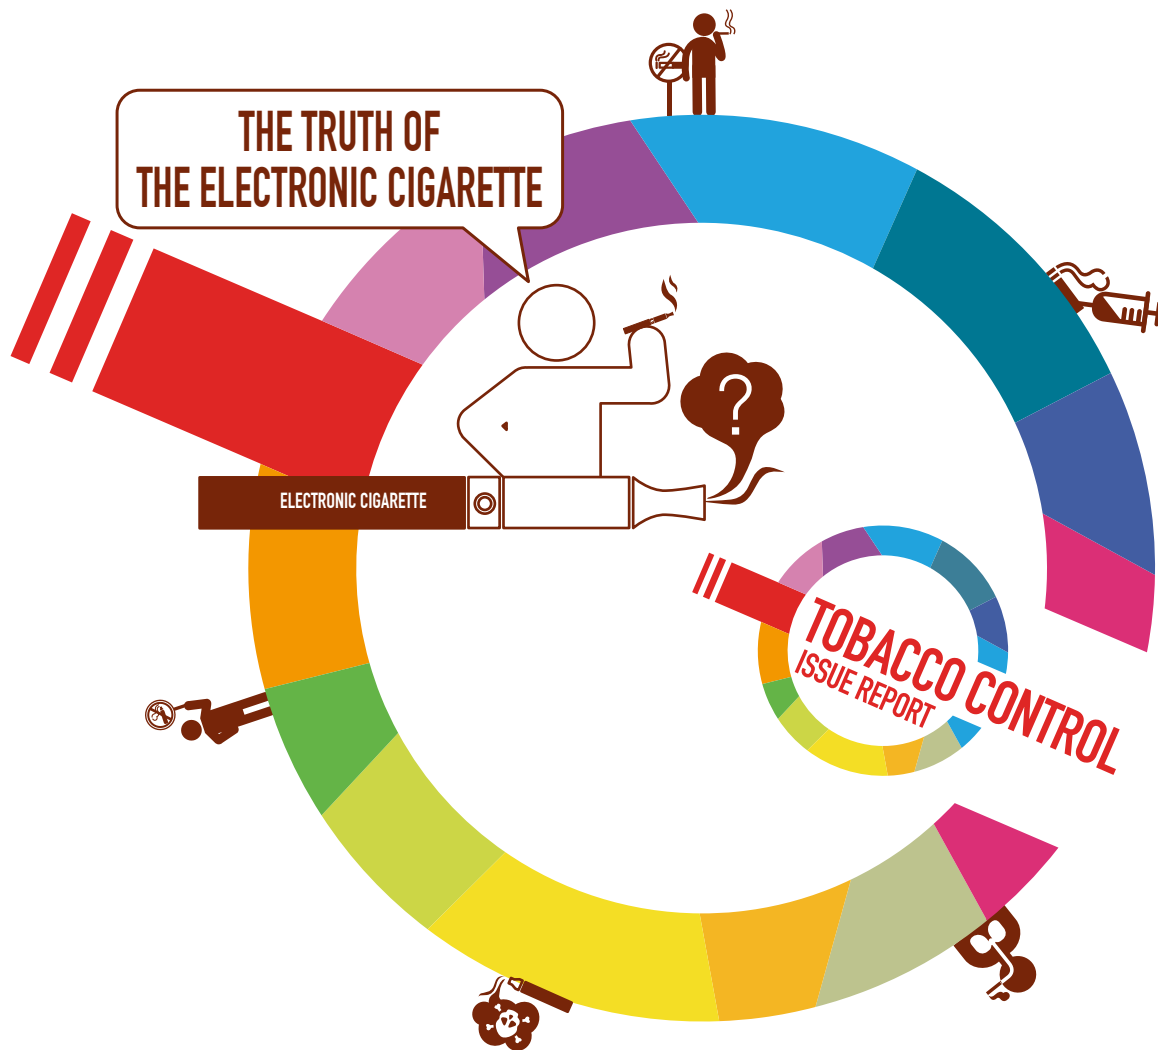 THE TRUTH OF
THE ELECTRONIC CIGARETTE
?
ELECTRONIC CIGARETTE
TOBACCO CONTROL
ISSUE REPORT